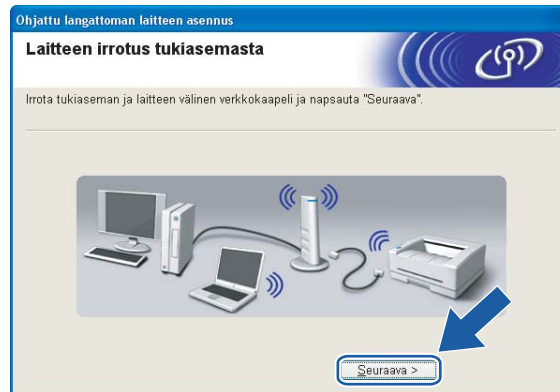 Ohjattu langattoman laitteen asennus
Laitteen irrotus tukiasemasta
Irrota tukiaseman ja laitteen välinen verkkokaapeli ja napsauta "Seuraava".
Seuraava >